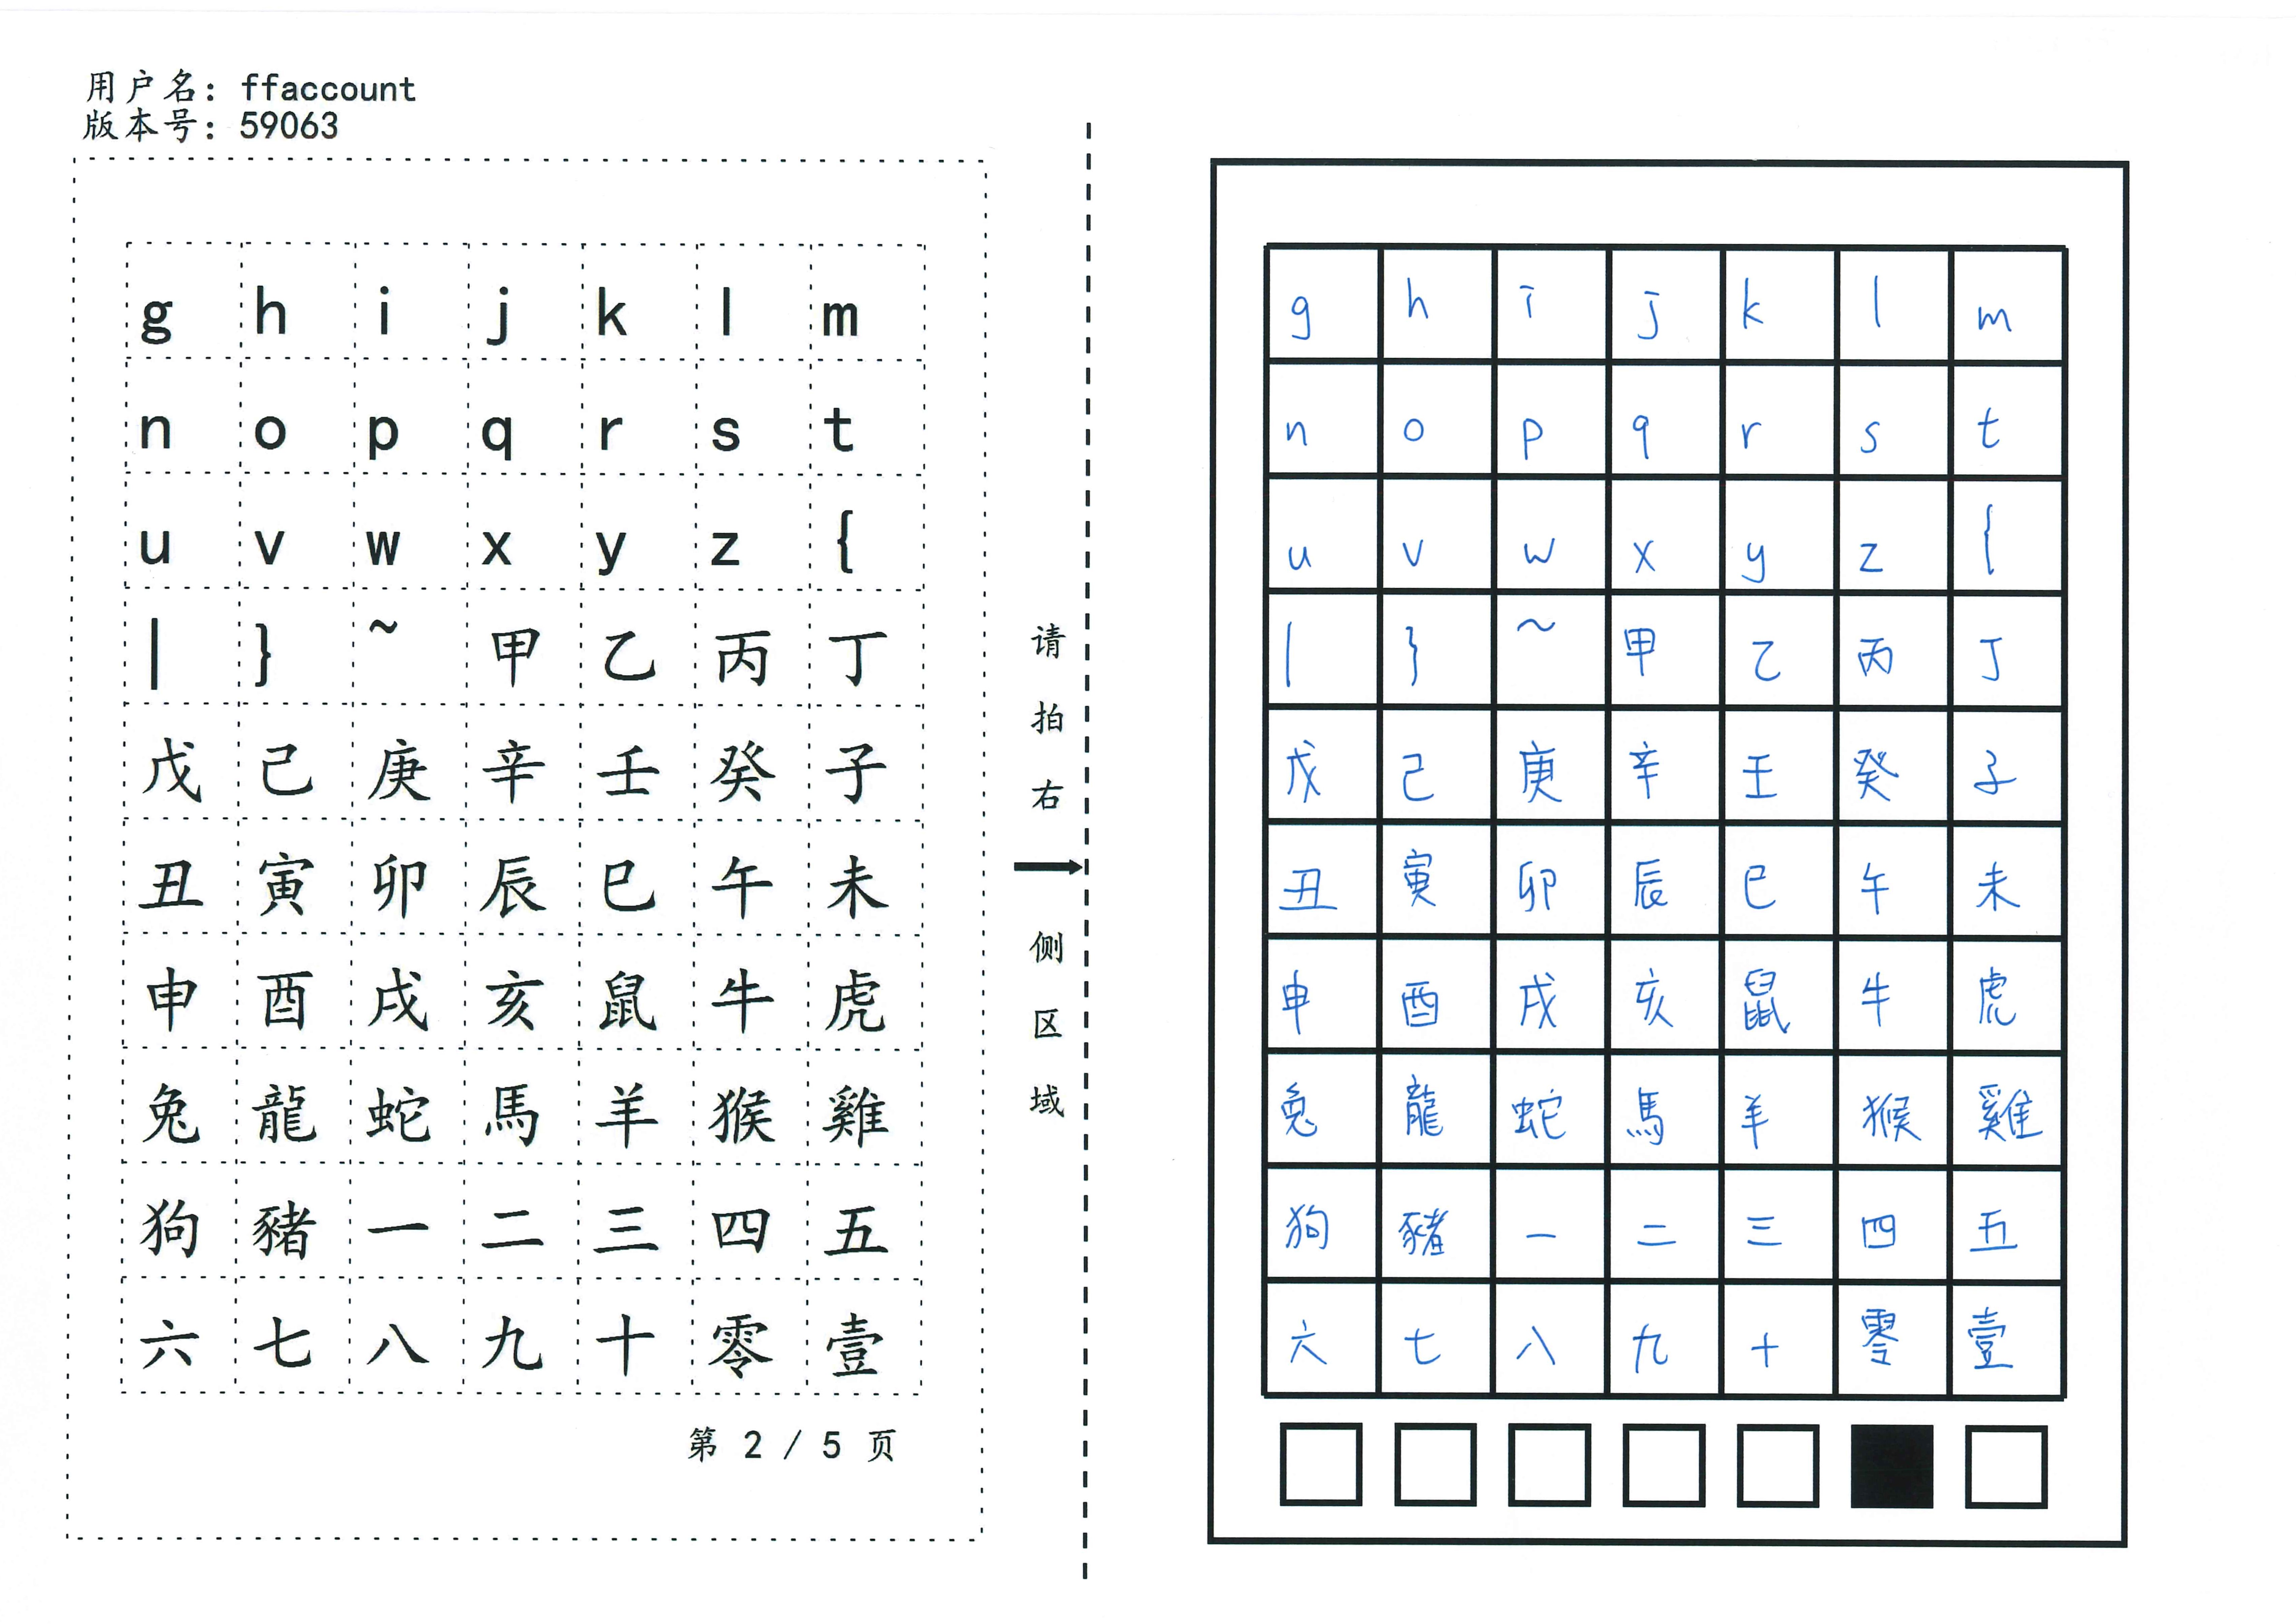 用户名: ffaccount
版本号: 59063
g h i j k l m
n o p q r s t
u v w x y z {
| } ~ 甲 乙 丙 丁
戊 己 庚 辛 壬 癸 子
丑 寅 卯 辰 巳 午 未
申 酉 戌 亥 鼠 牛 虎
兔 龍 蛇 馬 羊 猴 雞
狗 豬 一 二 三 四 五
六 七 八 九 十 零 壹
第 2 / 5 页
请拍右
侧区域
g h i j k l m
n o p q r s t
u v w x y z {
| } ~ 甲 乙 丙 丁
戊 己 庚 辛 壬 癸 子
丑 寅 卯 辰 巳 午 未
申 酉 戌 亥 鼠 牛 虎
兔 龍 蛇 馬 羊 猴 雞
狗 豬 一 二 三 四 五
六 七 八 九 十 零 壹